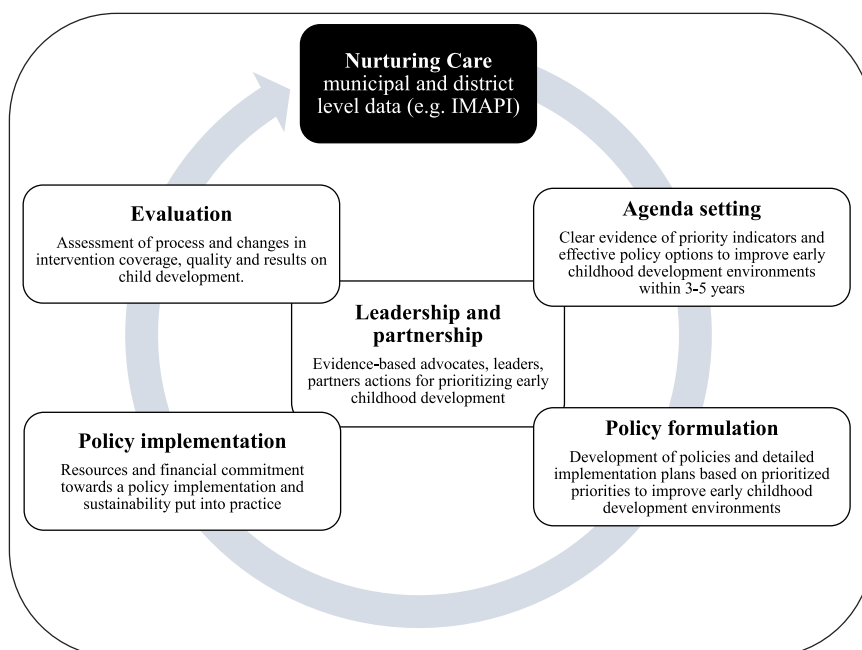 Nurturing Care
municipal and district
level data (e.g. IMAPI)
Evaluation
Assessment of process and changes in
intervention coverage, quality and results on
child development.
Agenda setting
Clear evidence of priority indicators and
effective policy options to improve early
childhood development environments
within 3-5 years
Leadership and
partnership
Evidence-based advocates, leaders,
partners actions for prioritizing early
childhood development
Policy implementation
Resources and financial commitment
towards a policy implementation and
sustainability put into practice
Policy formulation
Development of policies and detailed
implementation plans based on prioritized
priorities to improve early childhood
development environments